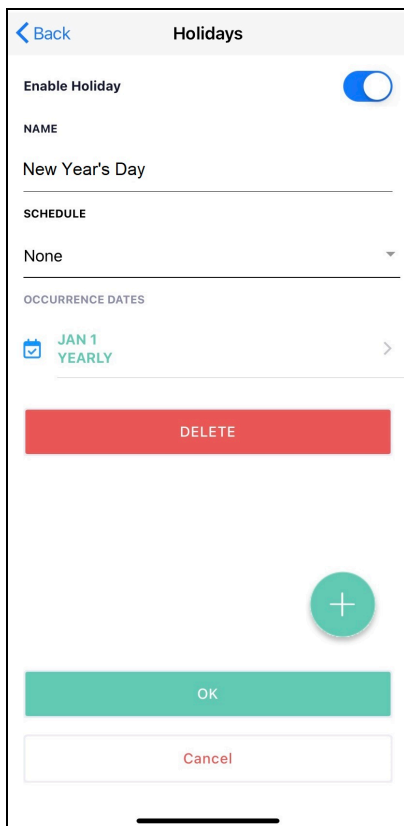 Back Holidays
Enable Holiday
NAME
New Year's Day
SCHEDULE
None
OCCURRENCE DATES
JAN 1
YEARLY
DELETE
+
OK
Cancel